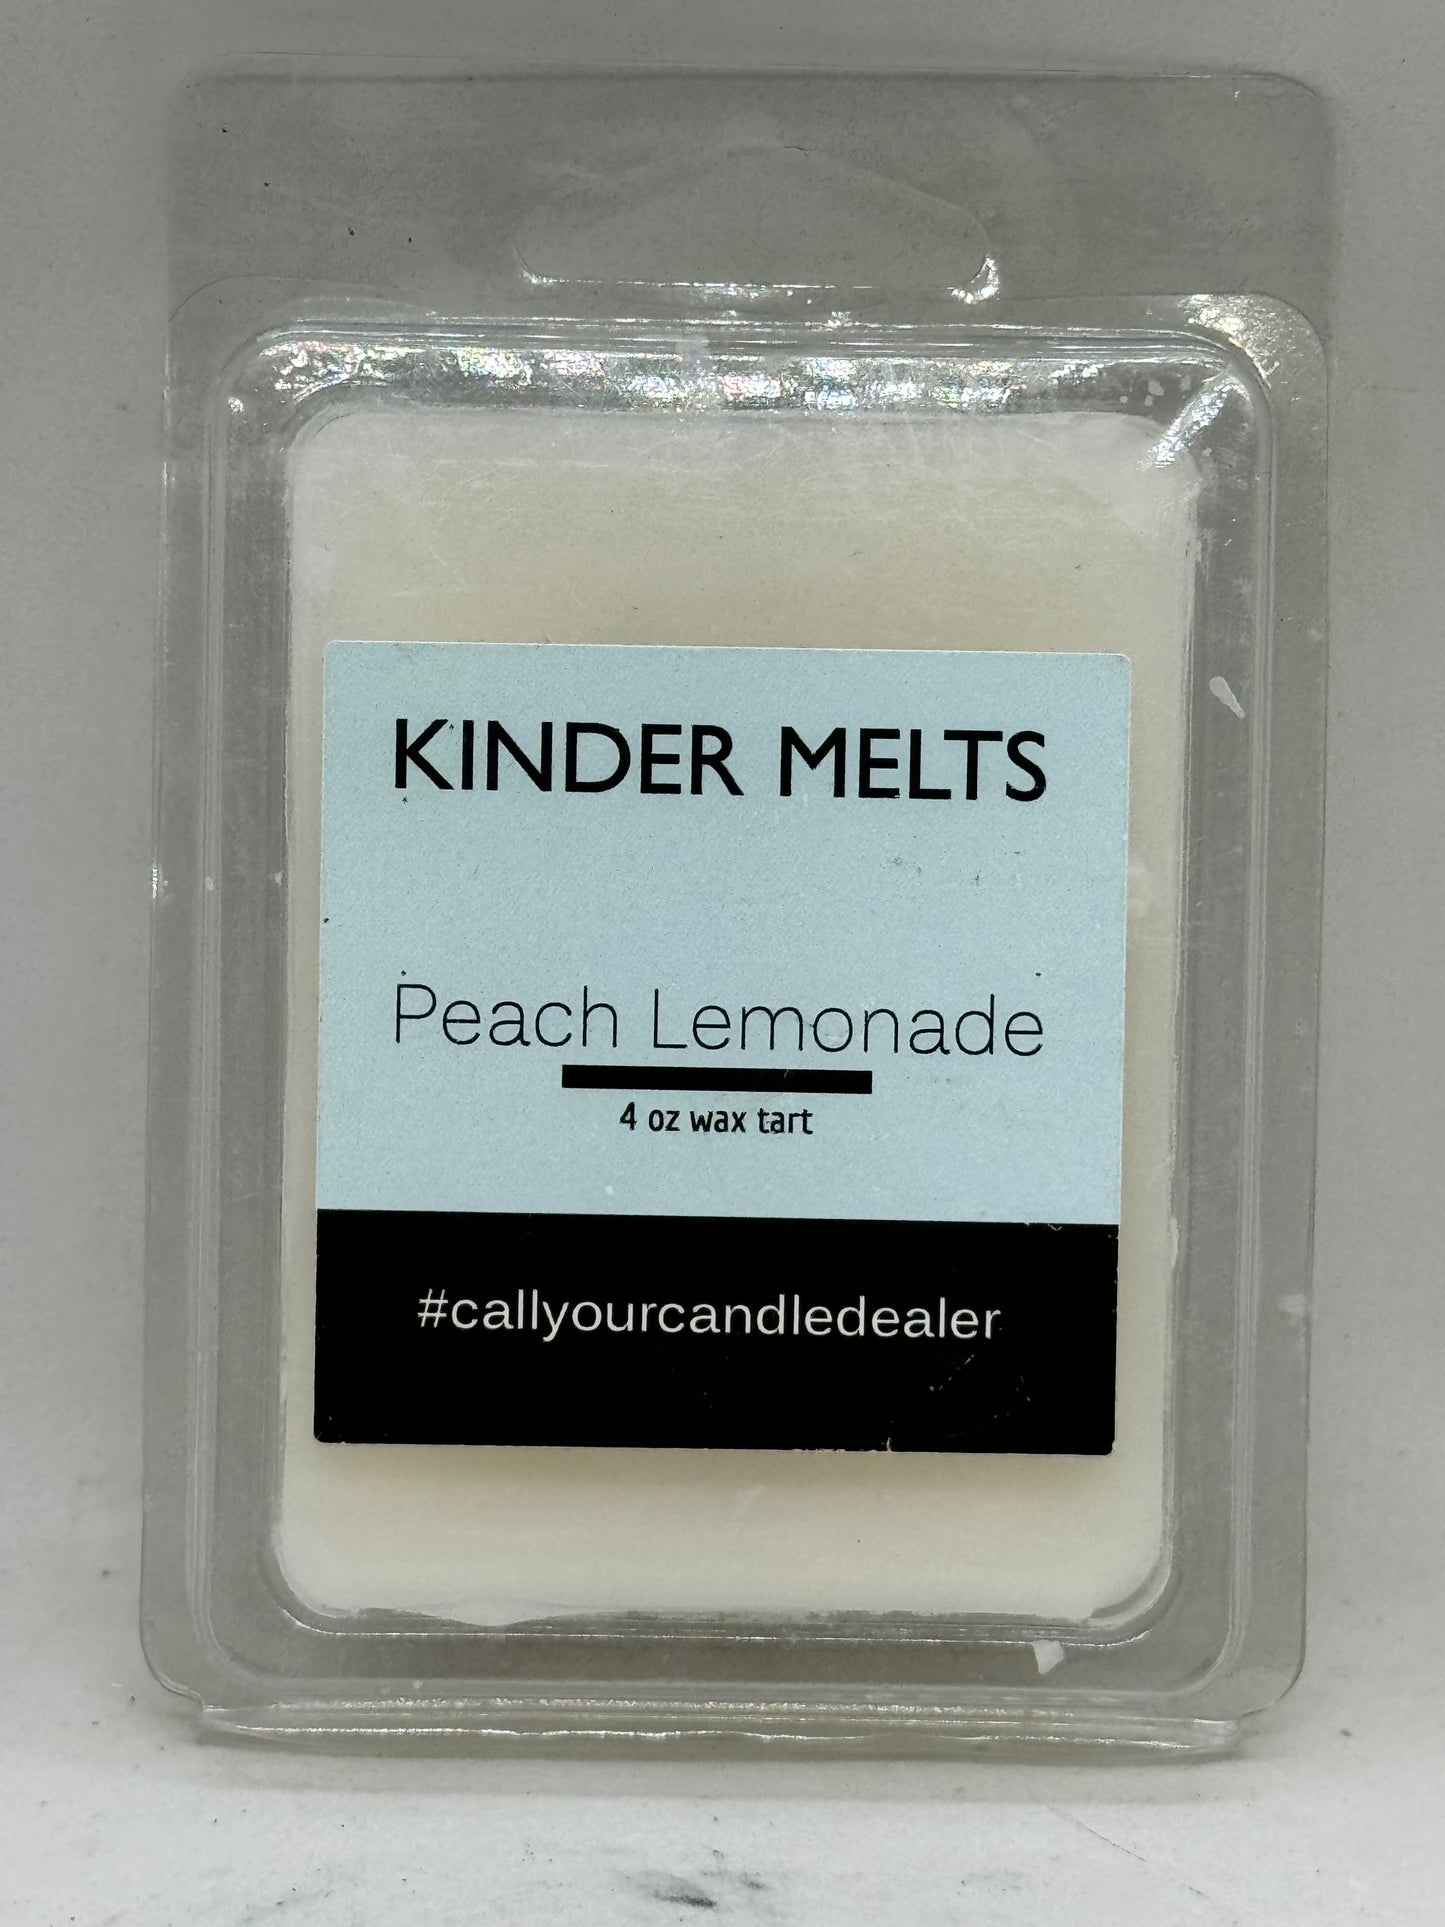 KINDER MELTS
Peach Lemonade
4 oz wax tart
#callyourcandledealer